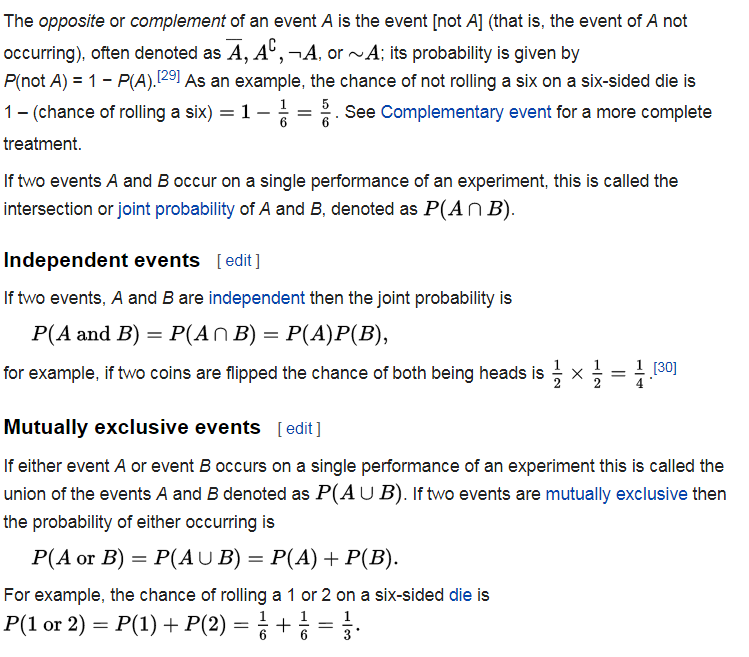 The opposite or complement of an event A is the event [not A] (that is, the event of A not
occurring), often denoted as A̅, Aᶜ, ¬A, or ∼A; its probability is given by
P(not A) = 1 − P(A).[29] As an example, the chance of not rolling a six on a six-sided die is
1 – (chance of rolling a six) = 1 − 1/6 = 5/6. See Complementary event for a more complete
treatment.
If two events A and B occur on a single performance of an experiment, this is called the
intersection or joint probability of A and B, denoted as P(A ∩ B).
Independent events [ edit ]
If two events, A and B are independent then the joint probability is
P(A and B) = P(A ∩ B) = P(A)P(B),
for example, if two coins are flipped the chance of both being heads is 1/2 × 1/2 = 1/4.[30]
Mutually exclusive events [ edit ]
If either event A or event B occurs on a single performance of an experiment this is called the
union of the events A and B denoted as P(A ∪ B). If two events are mutually exclusive then
the probability of either occurring is
P(A or B) = P(A ∪ B) = P(A) + P(B).
For example, the chance of rolling a 1 or 2 on a six-sided die is
P(1 or 2) = P(1) + P(2) = 1/6 + 1/6 = 1/3.